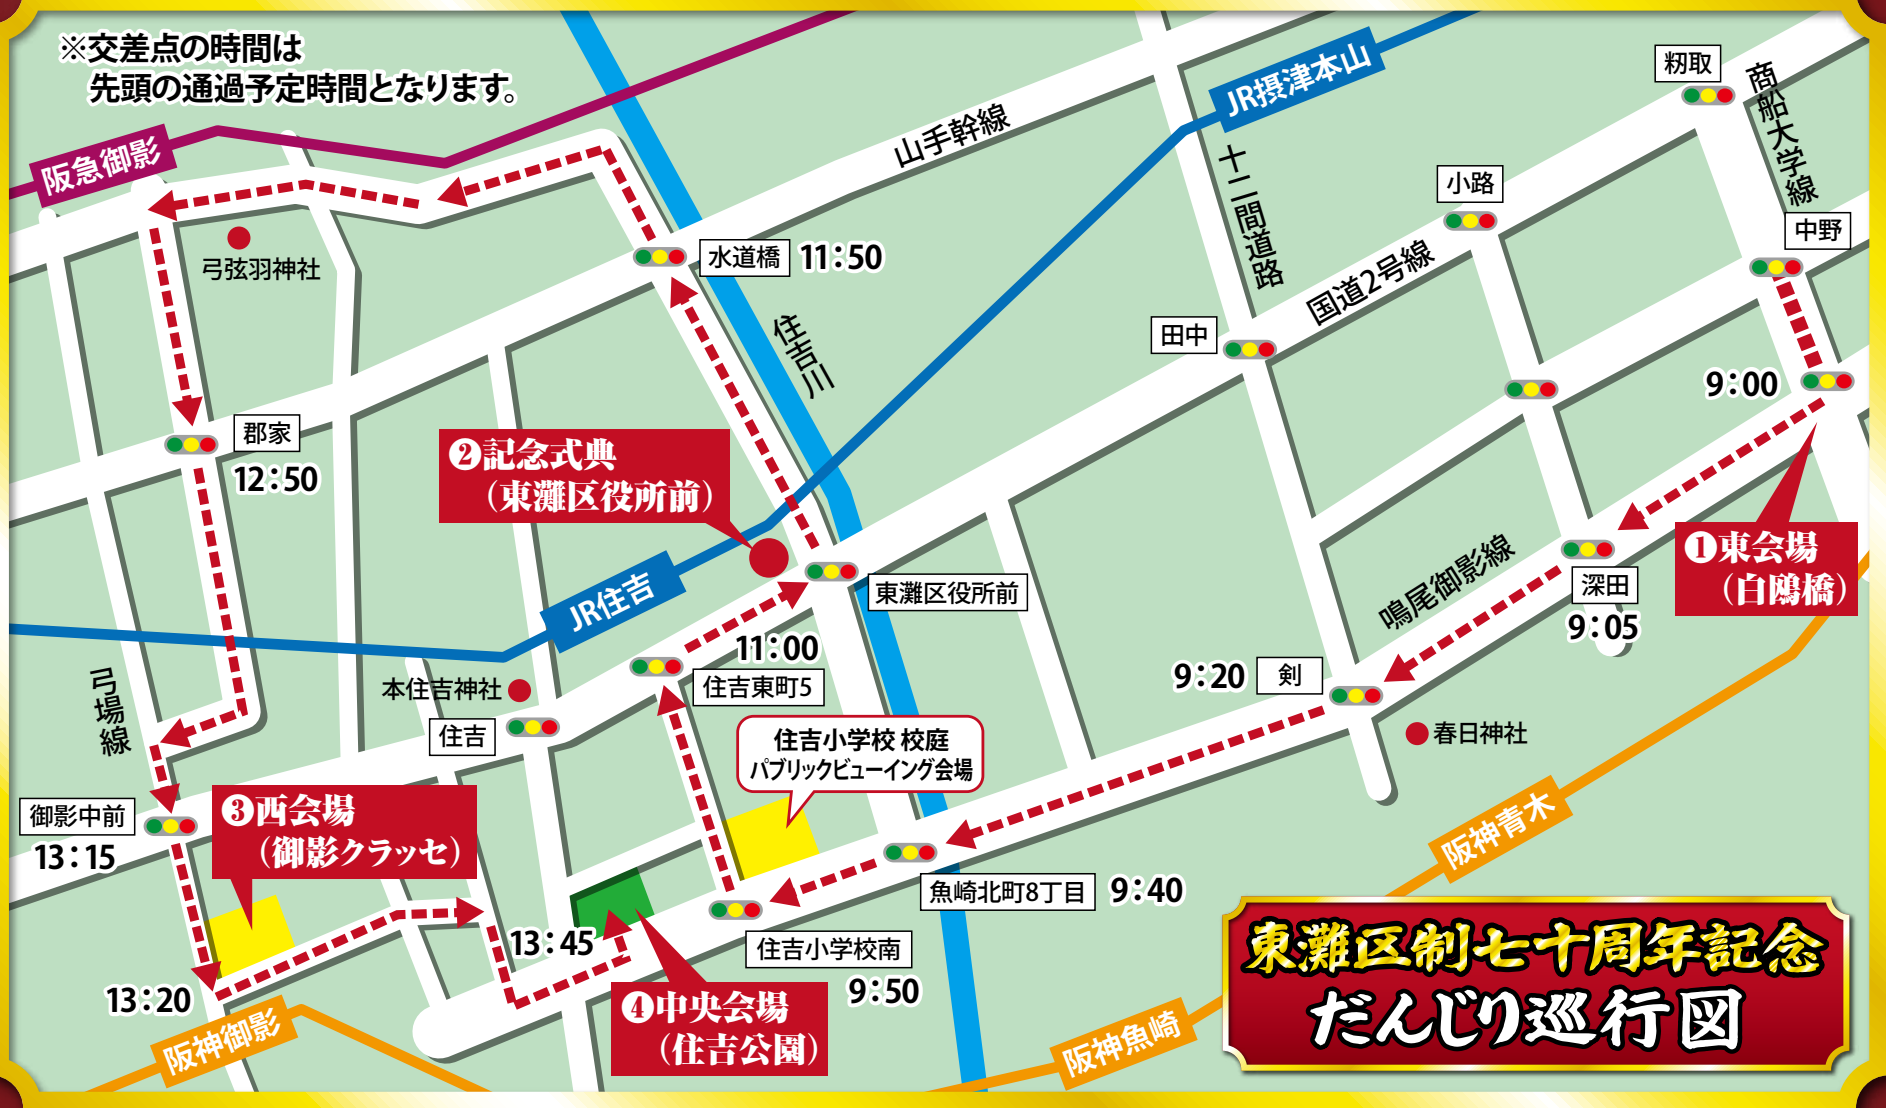 ※交差点の時間は
先頭の通過予定時間となります。
阪急御影
弓弦羽神社
山手幹線
JR摂津本山
十二間道路
籾取
商船大学線
小路
中野
国道2号線
水道橋 11:50
住吉川
田中
9:00
郡家
12:50
❷記念式典
(東灘区役所前)
❶東会場
(白鴎橋)
鳴尾御影線
深田
9:05
東灘区役所前
JR住吉
11:00
住吉東町5
9:20 剣
弓場線
本住吉神社
住吉
春日神社
住吉小学校 校庭
パブリックビューイング会場
御影中前
13:15
❸西会場
(御影クラッセ)
阪神青木
魚崎北町8丁目 9:40
13:45
住吉小学校南
9:50
13:20
❹中央会場
(住吉公園)
阪神御影
阪神魚崎
東灘区制七十周年記念
だんじり巡行図